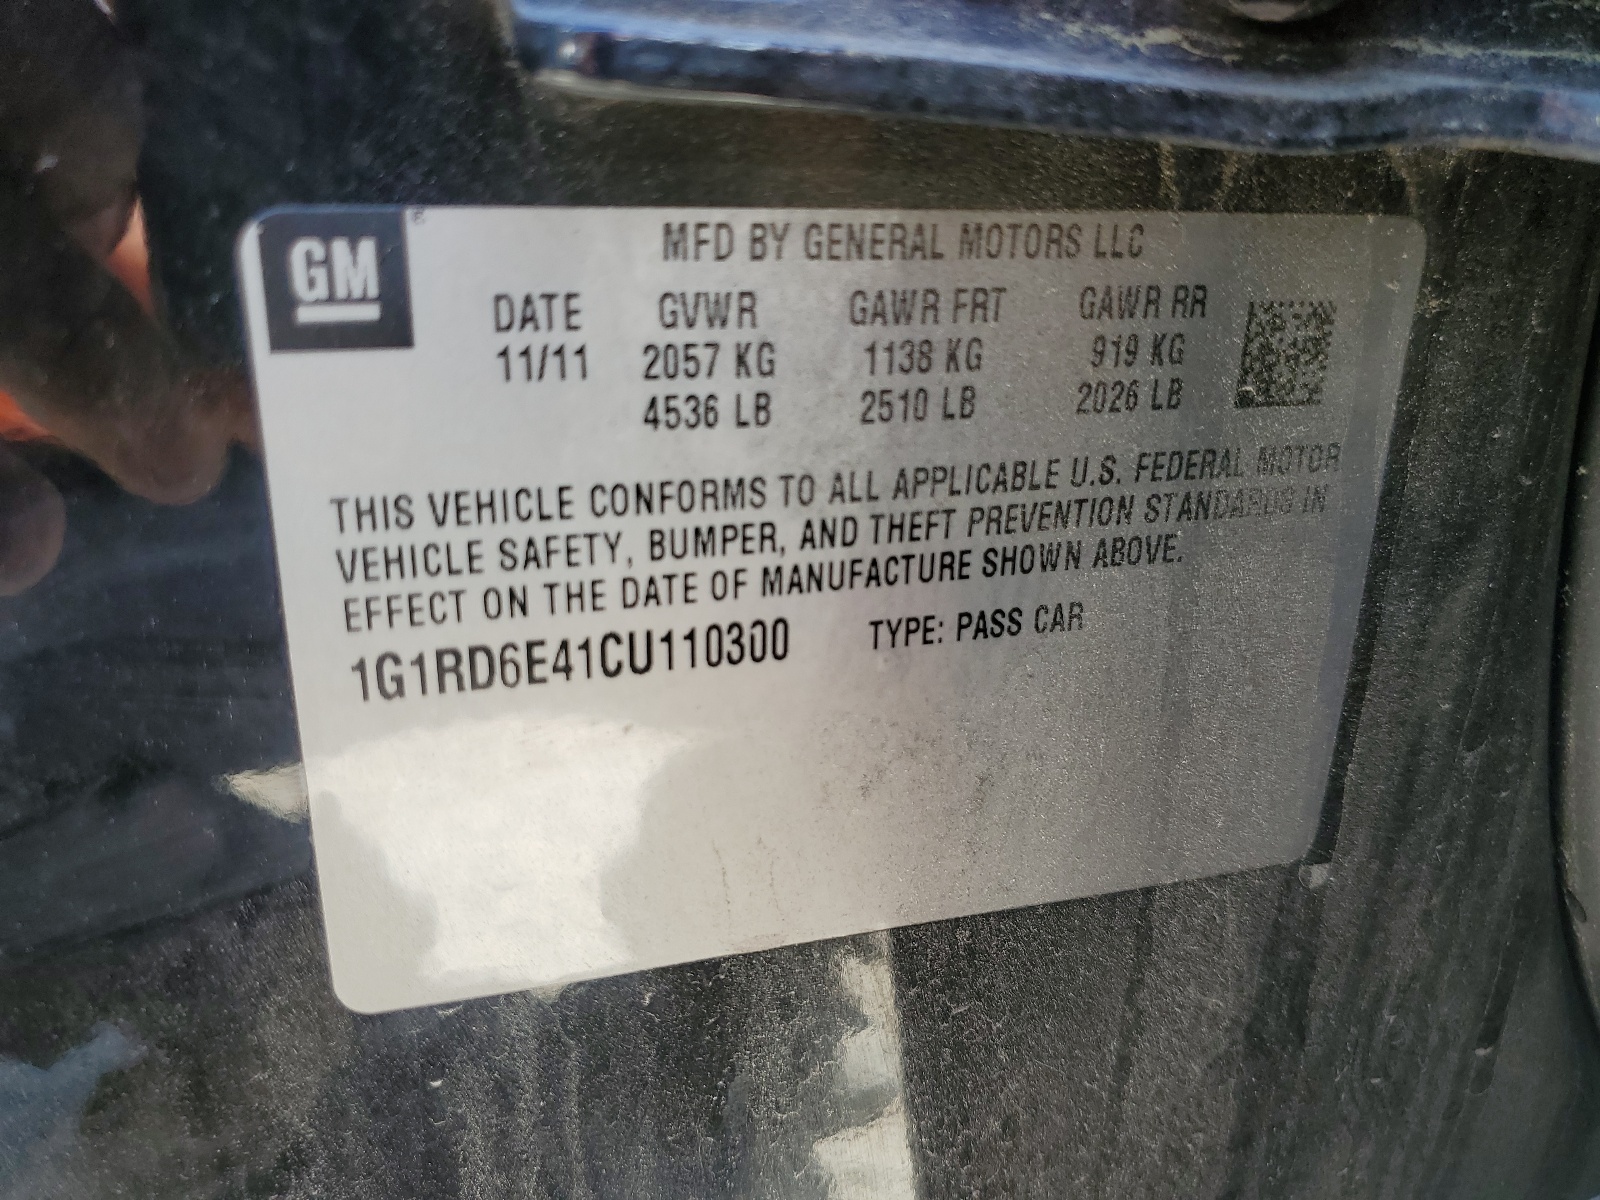 GM®
MFD BY GENERAL MOTORS LLC
DATE GVWR GAWR FRT GAWR RR
11/11 2057 KG 1138 KG 919 KG
4536 LB 2510 LB 2026 LB
THIS VEHICLE CONFORMS TO ALL APPLICABLE U.S. FEDERAL MOTOR
VEHICLE SAFETY, BUMPER, AND THEFT PREVENTION STANDARDS IN
EFFECT ON THE DATE OF MANUFACTURE SHOWN ABOVE.
1G1RD6E41CU110300 TYPE: PASS CAR